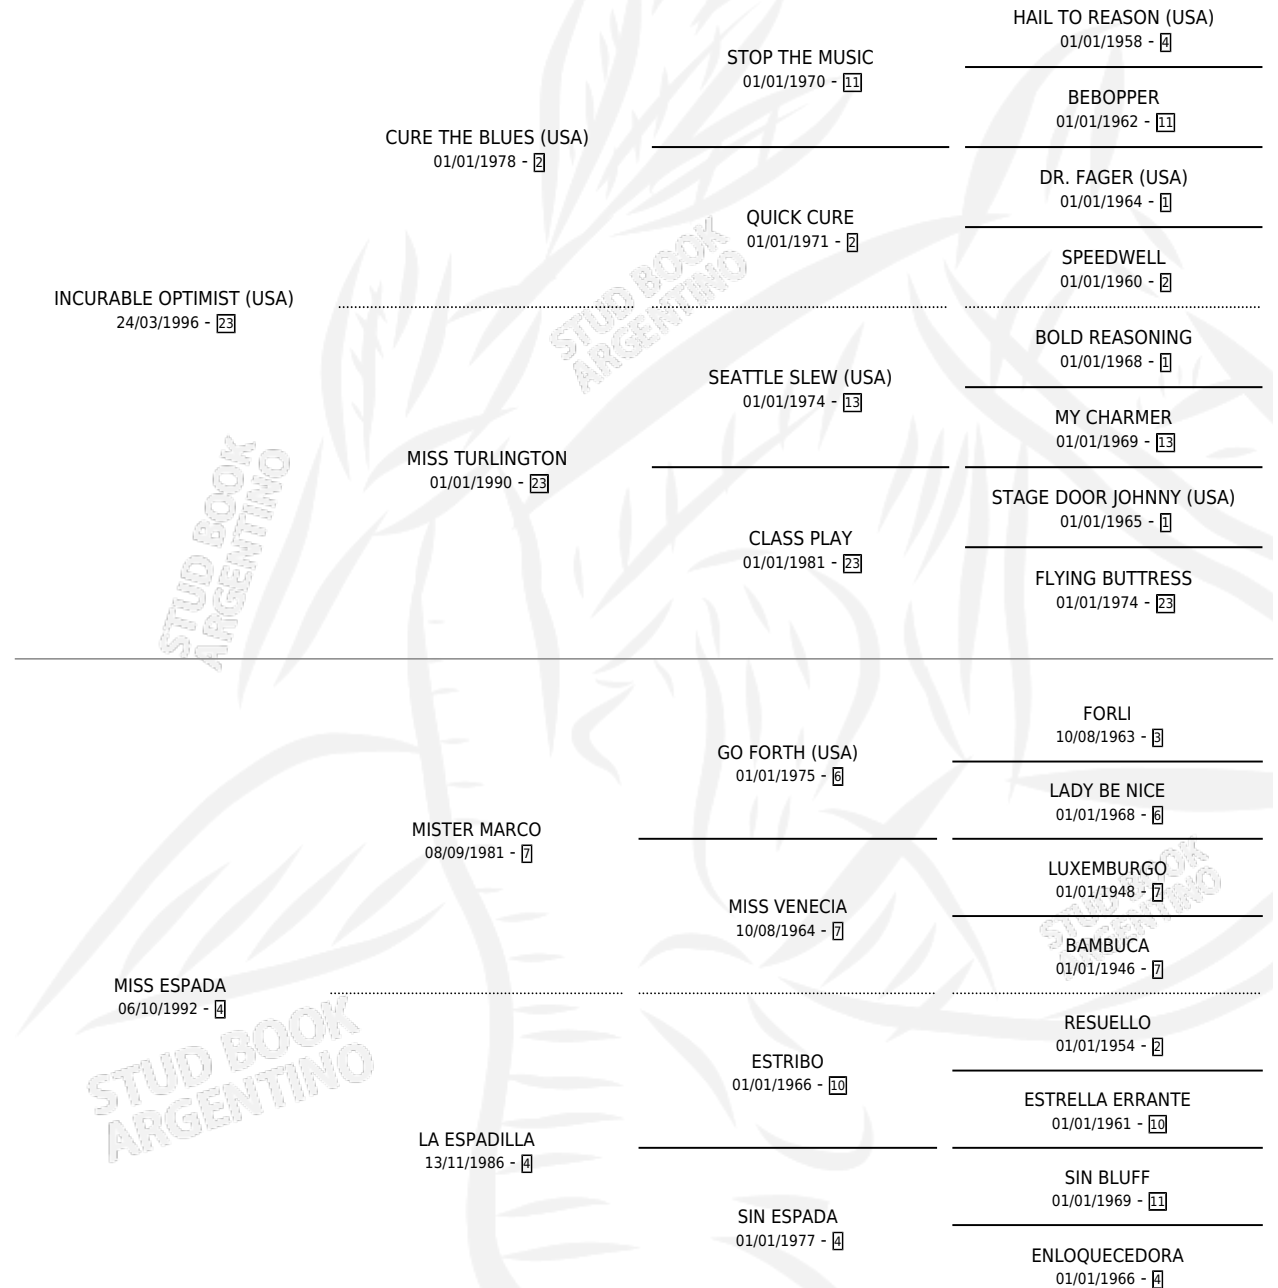 HAIL TO REASON (USA)
01/01/1958 - 4
STOP THE MUSIC
01/01/1970 - 11
BEBOPPER
01/01/1962 - 11
CURE THE BLUES (USA)
01/01/1978 - 2
DR. FAGER (USA)
01/01/1964 - 1
QUICK CURE
01/01/1971 - 2
SPEEDWELL
01/01/1960 - 2
INCURABLE OPTIMIST (USA)
24/03/1996 - 23
BOLD REASONING
01/01/1968 - 1
SEATTLE SLEW (USA)
01/01/1974 - 13
MY CHARMER
01/01/1969 - 13
MISS TURLINGTON
01/01/1990 - 23
STAGE DOOR JOHNNY (USA)
01/01/1965 - 1
CLASS PLAY
01/01/1981 - 23
FLYING BUTTRESS
01/01/1974 - 23
STUD BOOK
ARGENTINO
STUD BOOK
ARGENTINO
FORLI
10/08/1963 - 3
GO FORTH (USA)
01/01/1975 - 6
LADY BE NICE
01/01/1968 - 6
MISTER MARCO
08/09/1981 - 7
LUXEMBURGO
01/01/1948 - 7
MISS VENECIA
10/08/1964 - 7
BAMBUCA
01/01/1946 - 7
MISS ESPADA
06/10/1992 - 4
RESUELLO
01/01/1954 - 2
ESTRIBO
01/01/1966 - 10
ESTRELLA ERRANTE
01/01/1961 - 10
LA ESPADILLA
13/11/1986 - 4
SIN BLUFF
01/01/1969 - 11
SIN ESPADA
01/01/1977 - 4
ENLOQUECEDORA
01/01/1966 - 4
STUD BOOK
ARGENTINO
STUD BOOK
ARGENTINO